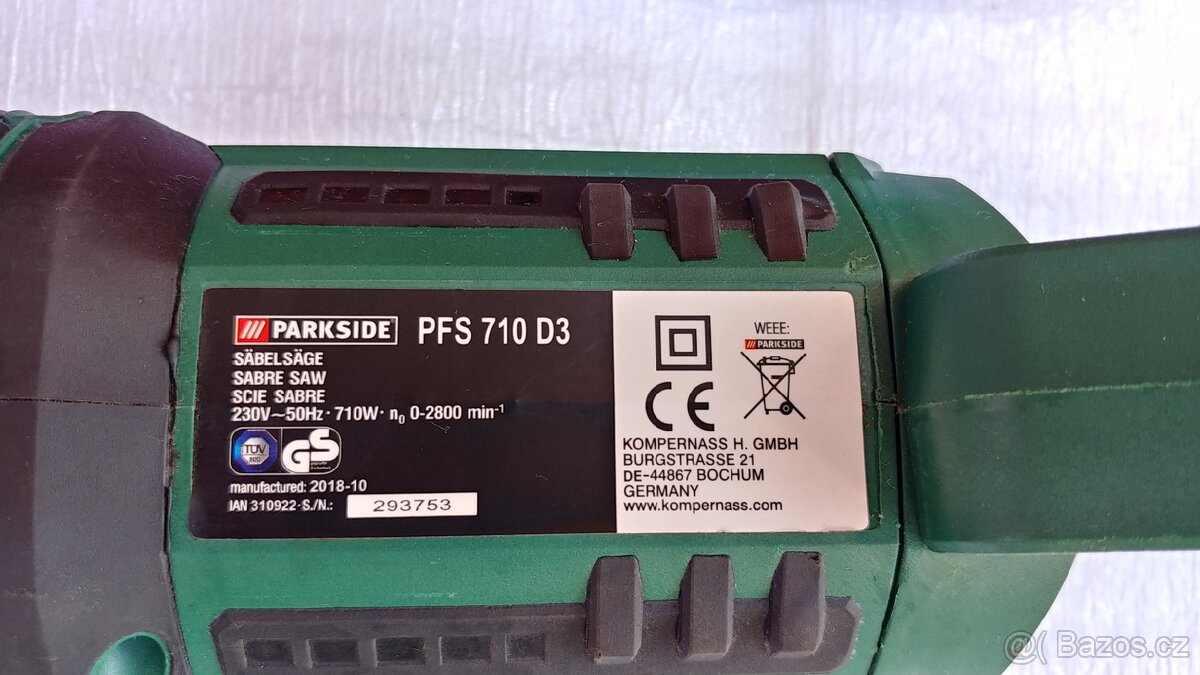 PARKSIDE PFS 710 D3
SÄBELSÄGE
SABRE SAW
SCIE SABRE
230V~50Hz · 710W · n0 0-2800 min-1
TÜV
SÜD
GS
manufactured: 2018-10
IAN 310922 · S./N.: 293753
WEEE:
PARKSIDE
CE
KOMPERNASS H. GMBH
BURGSTRASSE 21
DE-44867 BOCHUM
GERMANY
www.kompernass.com
@( Bazos.cz